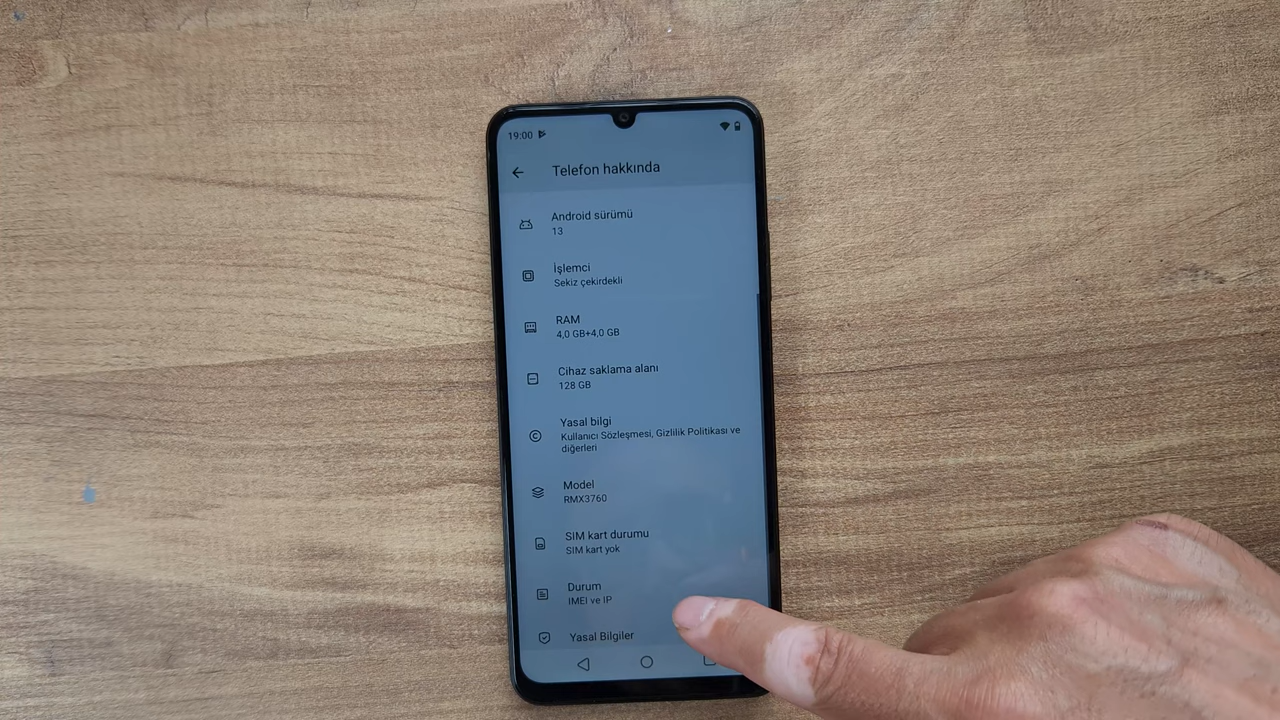 19:00
Telefon hakkında
Android sürümü
13
İşlemci
Sekiz çekirdekli
RAM
4,0 GB+4,0 GB
Cihaz saklama alanı
128 GB
Yasal bilgi
Kullanıcı Sözleşmesi, Gizlilik Politikası ve
diğerleri
Model
RMX3760
SIM kart durumu
SIM kart yok
Durum
IMEI ve IP
Yasal Bilgiler